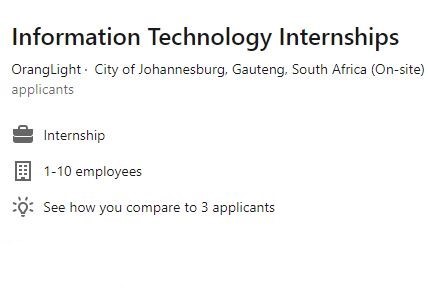 Information Technology Internships
OrangLight · City of Johannesburg, Gauteng, South Africa (On-site)
applicants
Internship
1-10 employees
See how you compare to 3 applicants